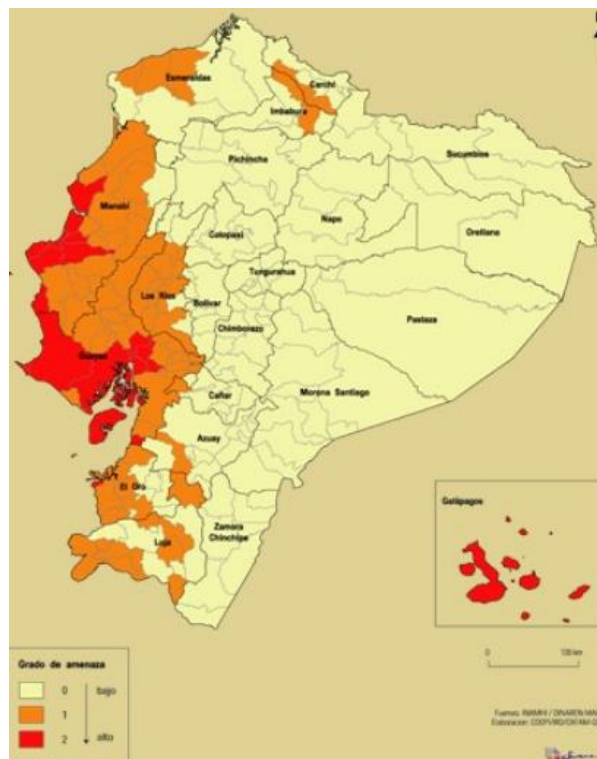 Esmeraldas
Carchi
Imbabura
Pichincha
Sucumbios
Manabí
Napo
Orellana
Cotopaxi
Tungurahua
Los Ríos
Bolívar
Pastaza
Chimborazo
Guayas
Morona Santiago
Cañar
Azuay
El Oro
Galápagos
Zamora
Chinchipe
Loja
0 100 km
Grado de amenaza
0 bajo
1
2 alto